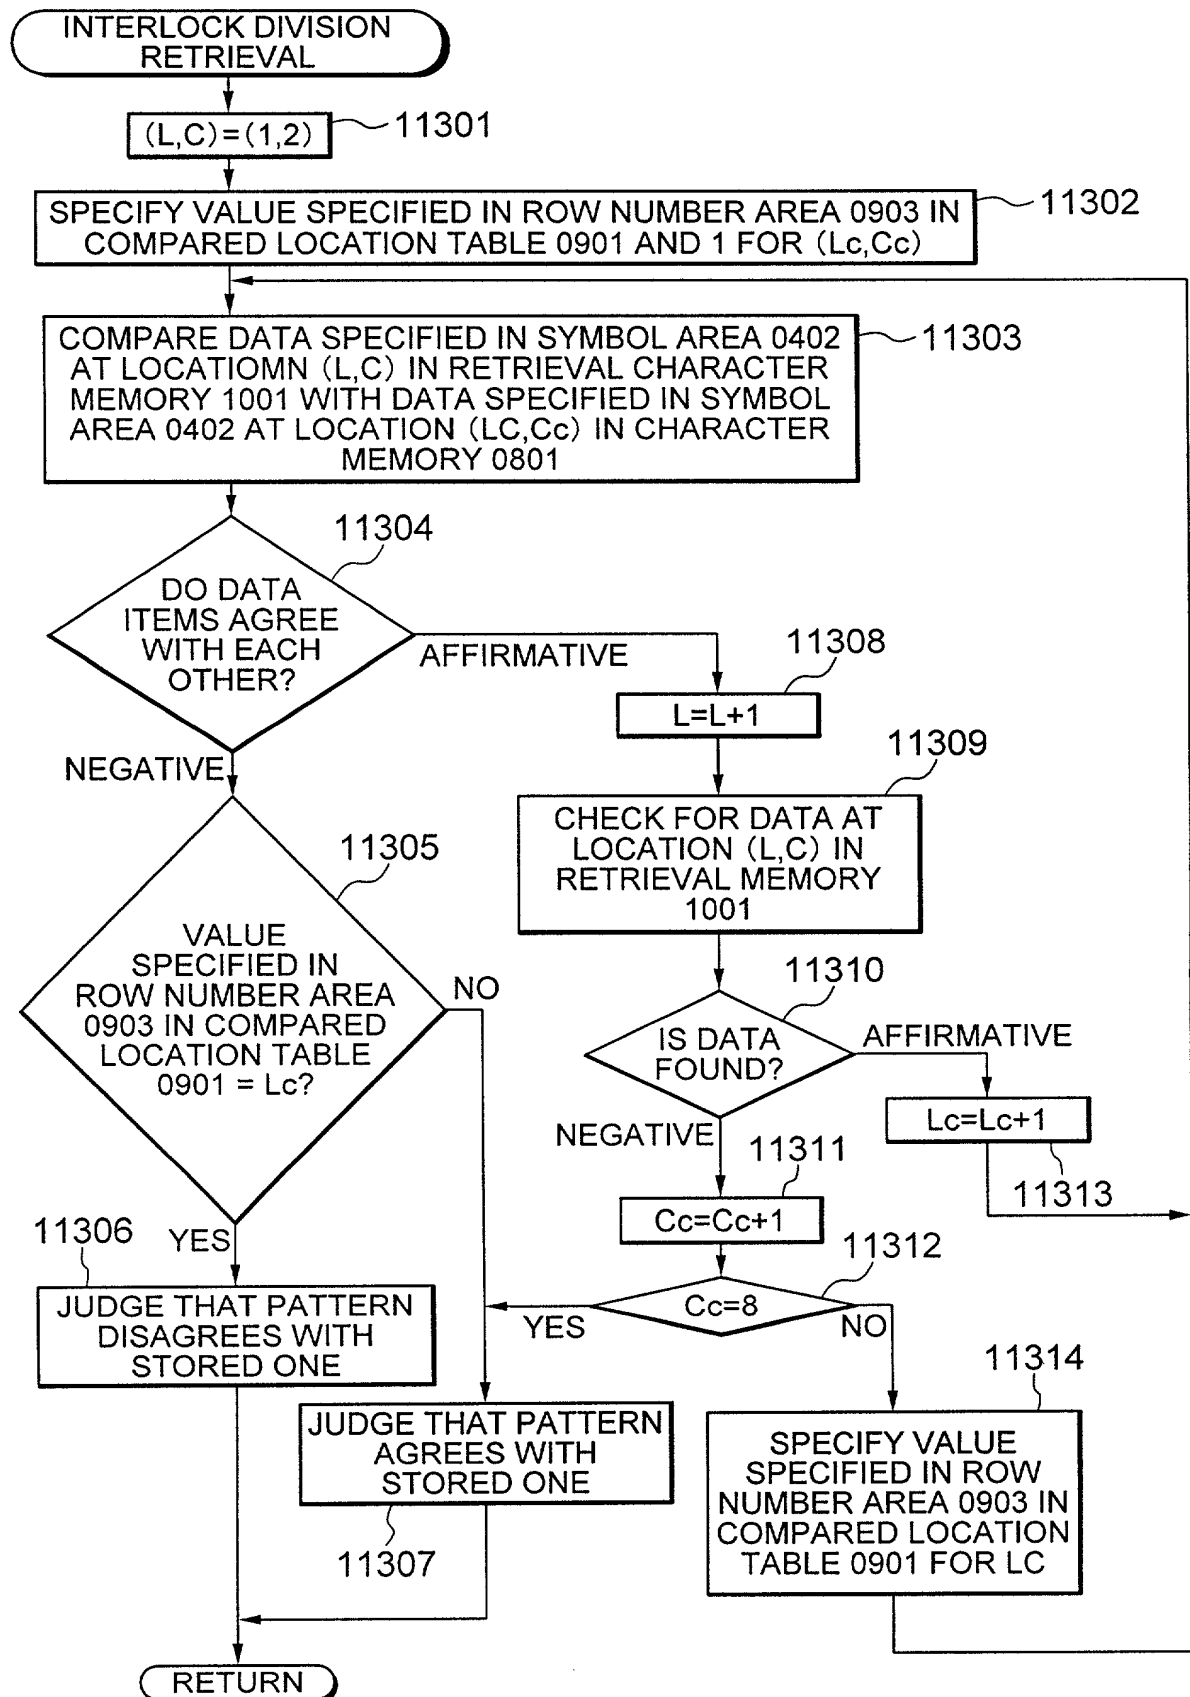 INTERLOCK DIVISION
RETRIEVAL
(L,C)=(1,2)
11301
SPECIFY VALUE SPECIFIED IN ROW NUMBER AREA 0903 IN
COMPARED LOCATION TABLE 0901 AND 1 FOR (Lc,Cc)
11302
COMPARE DATA SPECIFIED IN SYMBOL AREA 0402
AT LOCATIOMN (L,C) IN RETRIEVAL CHARACTER
MEMORY 1001 WITH DATA SPECIFIED IN SYMBOL
AREA 0402 AT LOCATION (LC,Cc) IN CHARACTER
MEMORY 0801
11303
11304
DO DATA
ITEMS AGREE
WITH EACH
OTHER?
AFFIRMATIVE
NEGATIVE
11308
L=L+1
11309
CHECK FOR DATA AT
LOCATION (L,C) IN
RETRIEVAL MEMORY
1001
11305
VALUE
SPECIFIED IN
ROW NUMBER AREA
0903 IN COMPARED
LOCATION TABLE
0901 = Lc?
NO
YES
11310
IS DATA
FOUND?
AFFIRMATIVE
NEGATIVE
Lc=Lc+1
11313
11311
Cc=Cc+1
11312
Cc=8
YES
NO
11306
JUDGE THAT PATTERN
DISAGREES WITH
STORED ONE
JUDGE THAT PATTERN
AGREES WITH
STORED ONE
11307
11314
SPECIFY VALUE
SPECIFIED IN ROW
NUMBER AREA 0903 IN
COMPARED LOCATION
TABLE 0901 FOR LC
RETURN